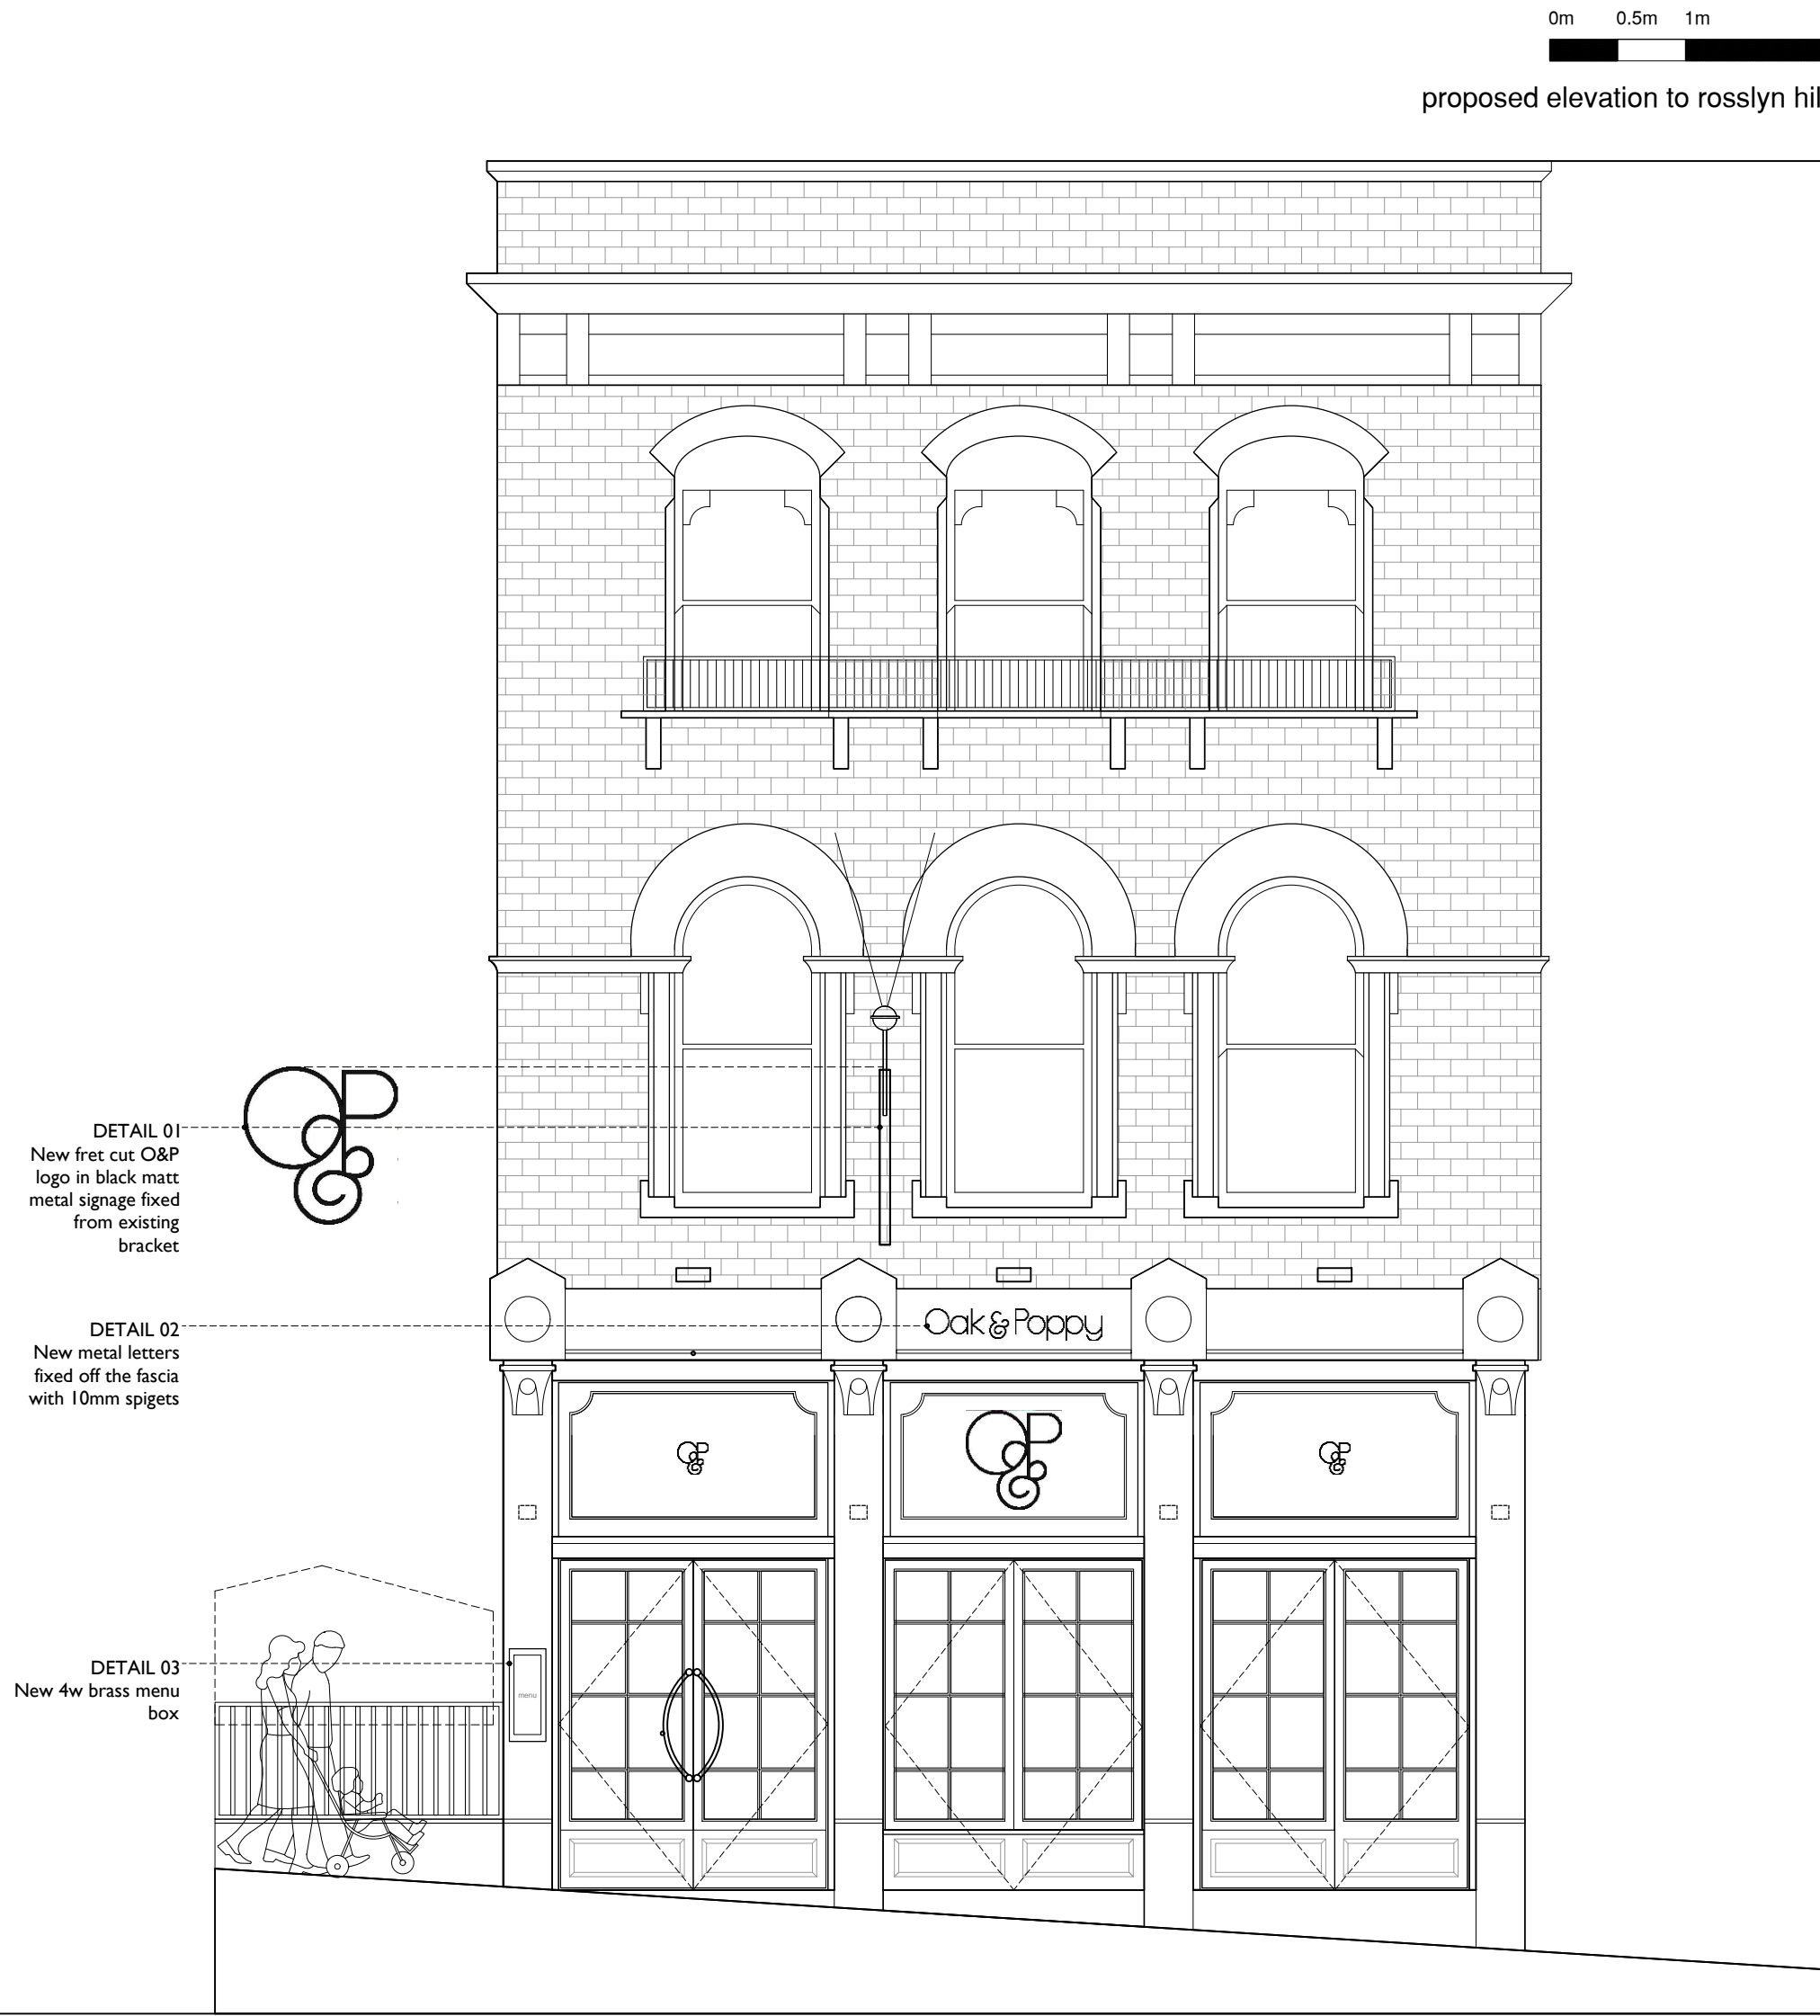 0m 0.5m 1m
proposed elevation to rosslyn hil
DETAIL 01
New fret cut O&P
logo in black matt
metal signage fixed
from existing
bracket
DETAIL 02
New metal letters
fixed off the fascia
with 10mm spigets
Oak & Poppy
DETAIL 03
New 4w brass menu
box
menu